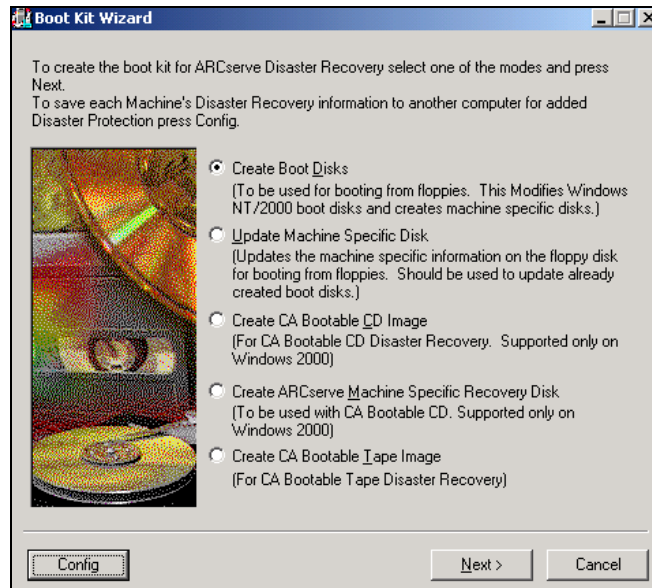 Boot Kit Wizard
To create the boot kit for ARCserve Disaster Recovery select one of the modes and press
Next.
To save each Machine's Disaster Recovery information to another computer for added
Disaster Protection press Config.
Create Boot Disks
(To be used for booting from floppies. This Modifies Windows
NT/2000 boot disks and creates machine specific disks.)
Update Machine Specific Disk
(Updates the machine specific information on the floppy disk
for booting from floppies. Should be used to update already
created boot disks.)
Create CA Bootable CD Image
(For CA Bootable CD Disaster Recovery. Supported only on
Windows 2000)
Create ARCserve Machine Specific Recovery Disk
(To be used with CA Bootable CD. Supported only on
Windows 2000)
Create CA Bootable Tape Image
(For CA Bootable Tape Disaster Recovery)
Config
Next >
Cancel